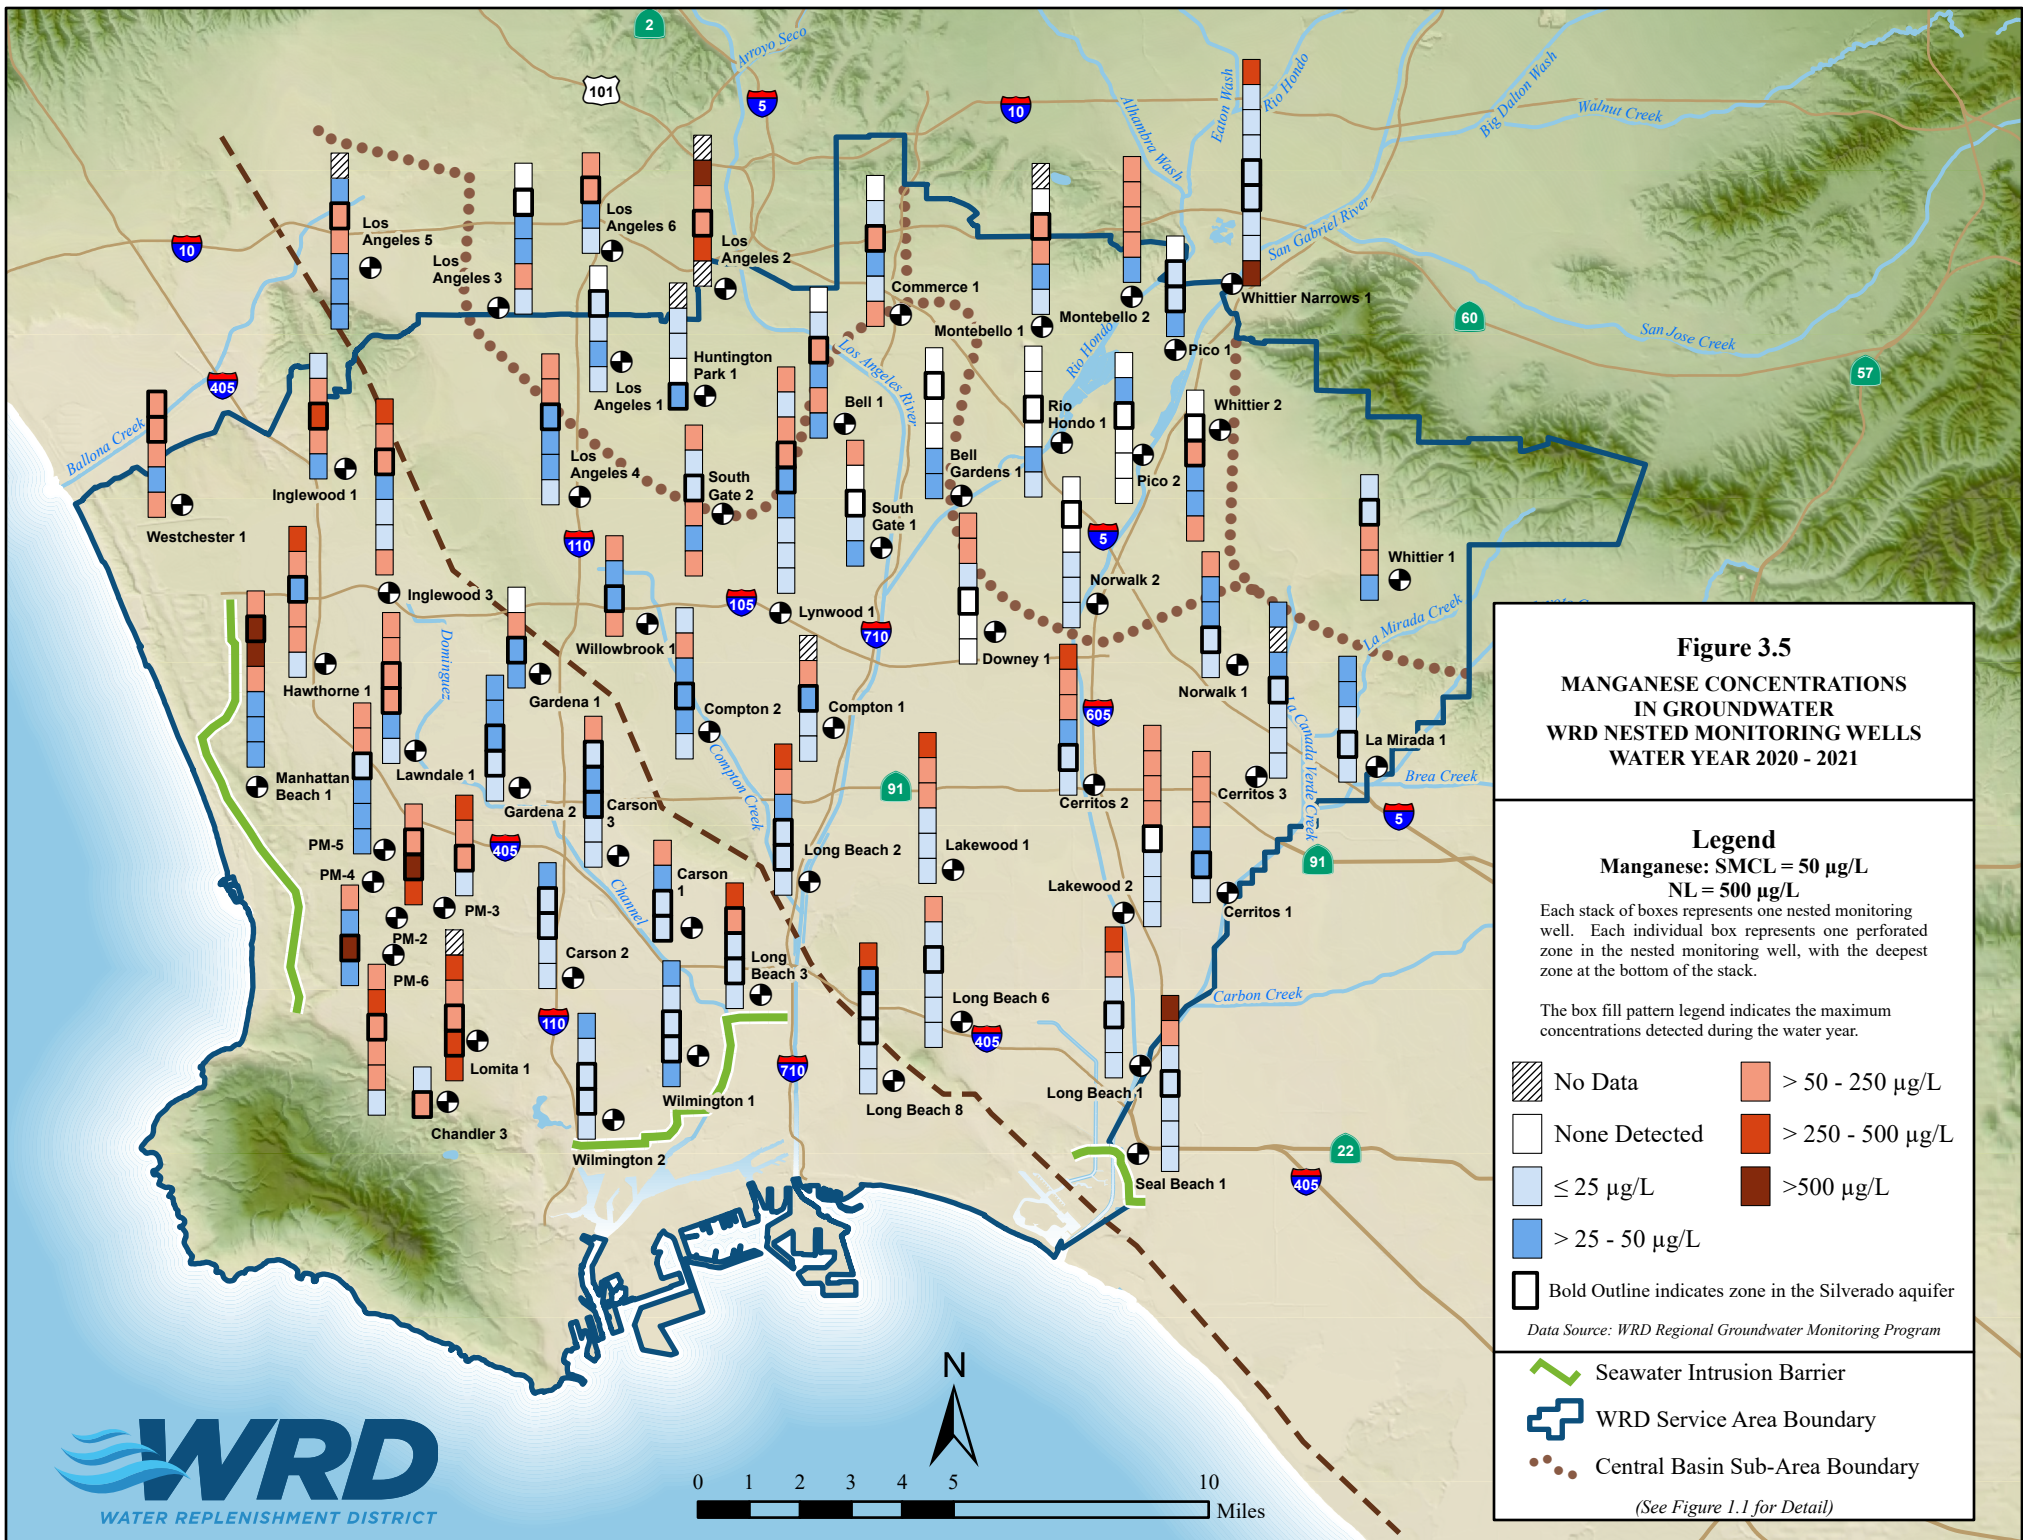 2
101
5
10
Arroyo Seco
Alhambra Wash
Eaton Wash
Rio Hondo
Big Dalton Wash
Walnut Creek
San Gabriel River
San Jose Creek
60
57
10
405
Ballona Creek
Los
Angeles 5
Los
Angeles 3
Los
Angeles 6
Los
Angeles 2
Commerce 1
Montebello 1
Montebello 2
Whittier Narrows 1
Pico 1
Rio Hondo
Los Angeles River
Huntington
Park 1
Los
Angeles 1
Bell 1
Rio
Hondo 1
Whittier 2
Pico 2
Bell
Gardens 1
Los
Angeles 4
South
Gate 2
South
Gate 1
Westchester 1
Inglewood 1
Inglewood 3
110
105
710
5
Whittier 1
Norwalk 2
Lynwood 1
Willowbrook 1
Downey 1
La Mirada Creek
Norwalk 1
Hawthorne 1
Dominguez
Gardena 1
Compton 2
Compton 1
605
La Canada Verde Creek
La Mirada 1
Brea Creek
Manhattan
Beach 1
Lawndale 1
Gardena 2
Carson
3
Compton Creek
91
Cerritos 2
Cerritos 3
5
PM-5
PM-4
405
Long Beach 2
Lakewood 1
91
Carson
1
Lakewood 2
Cerritos 1
PM-3
PM-2
Channel
Carson 2
Long
Beach 3
PM-6
Long Beach 6
Carbon Creek
110
405
Lomita 1
710
Wilmington 1
Long Beach 8
Long Beach 1
Chandler 3
Wilmington 2
Seal Beach 1
22
405
Figure 3.5
MANGANESE CONCENTRATIONS
IN GROUNDWATER
WRD NESTED MONITORING WELLS
WATER YEAR 2020 - 2021
Legend
Manganese: SMCL = 50 µg/L
NL = 500 µg/L
Each stack of boxes represents one nested monitoring
well. Each individual box represents one perforated
zone in the nested monitoring well, with the deepest
zone at the bottom of the stack.
The box fill pattern legend indicates the maximum
concentrations detected during the water year.
No Data
> 50 - 250 µg/L
None Detected
> 250 - 500 µg/L
≤ 25 µg/L
>500 µg/L
> 25 - 50 µg/L
Bold Outline indicates zone in the Silverado aquifer
Data Source: WRD Regional Groundwater Monitoring Program
Seawater Intrusion Barrier
WRD Service Area Boundary
Central Basin Sub-Area Boundary
(See Figure 1.1 for Detail)
N
0 1 2 3 4 5 10
Miles
WRD
WATER REPLENISHMENT DISTRICT